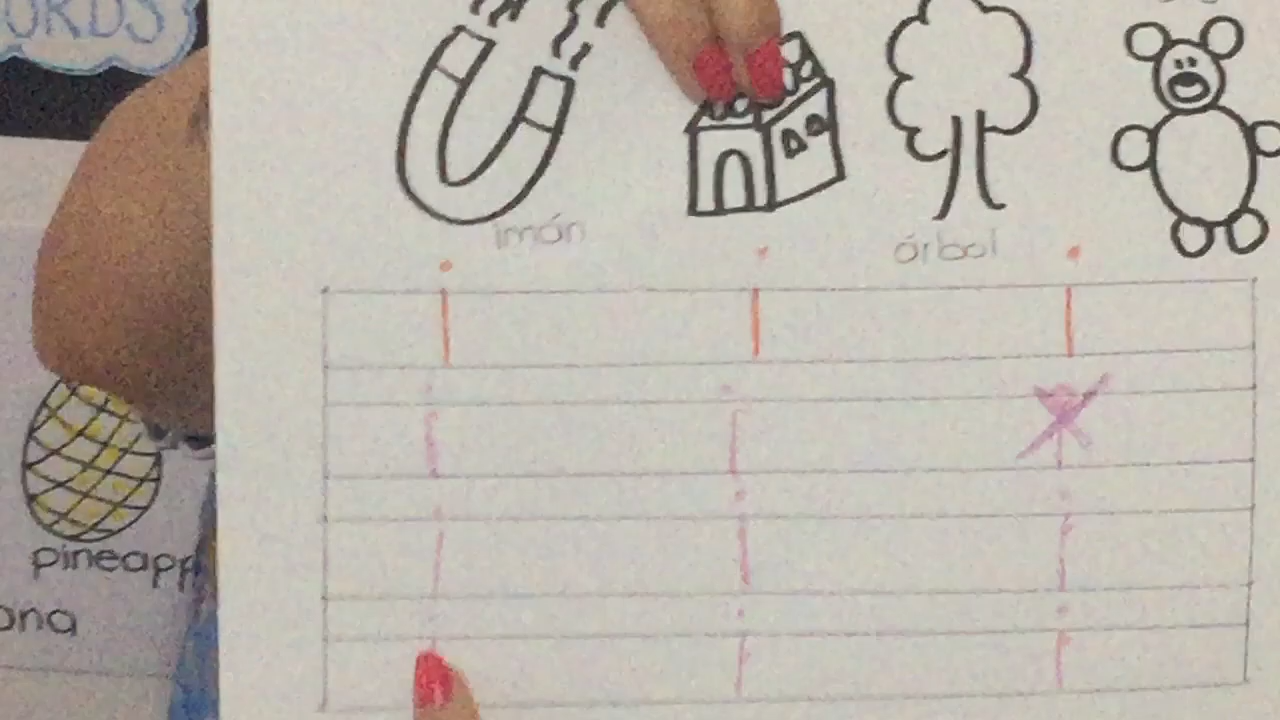 ORDS
imán
árbol
i i i
i i
i i i
i i i
pineapp
ona